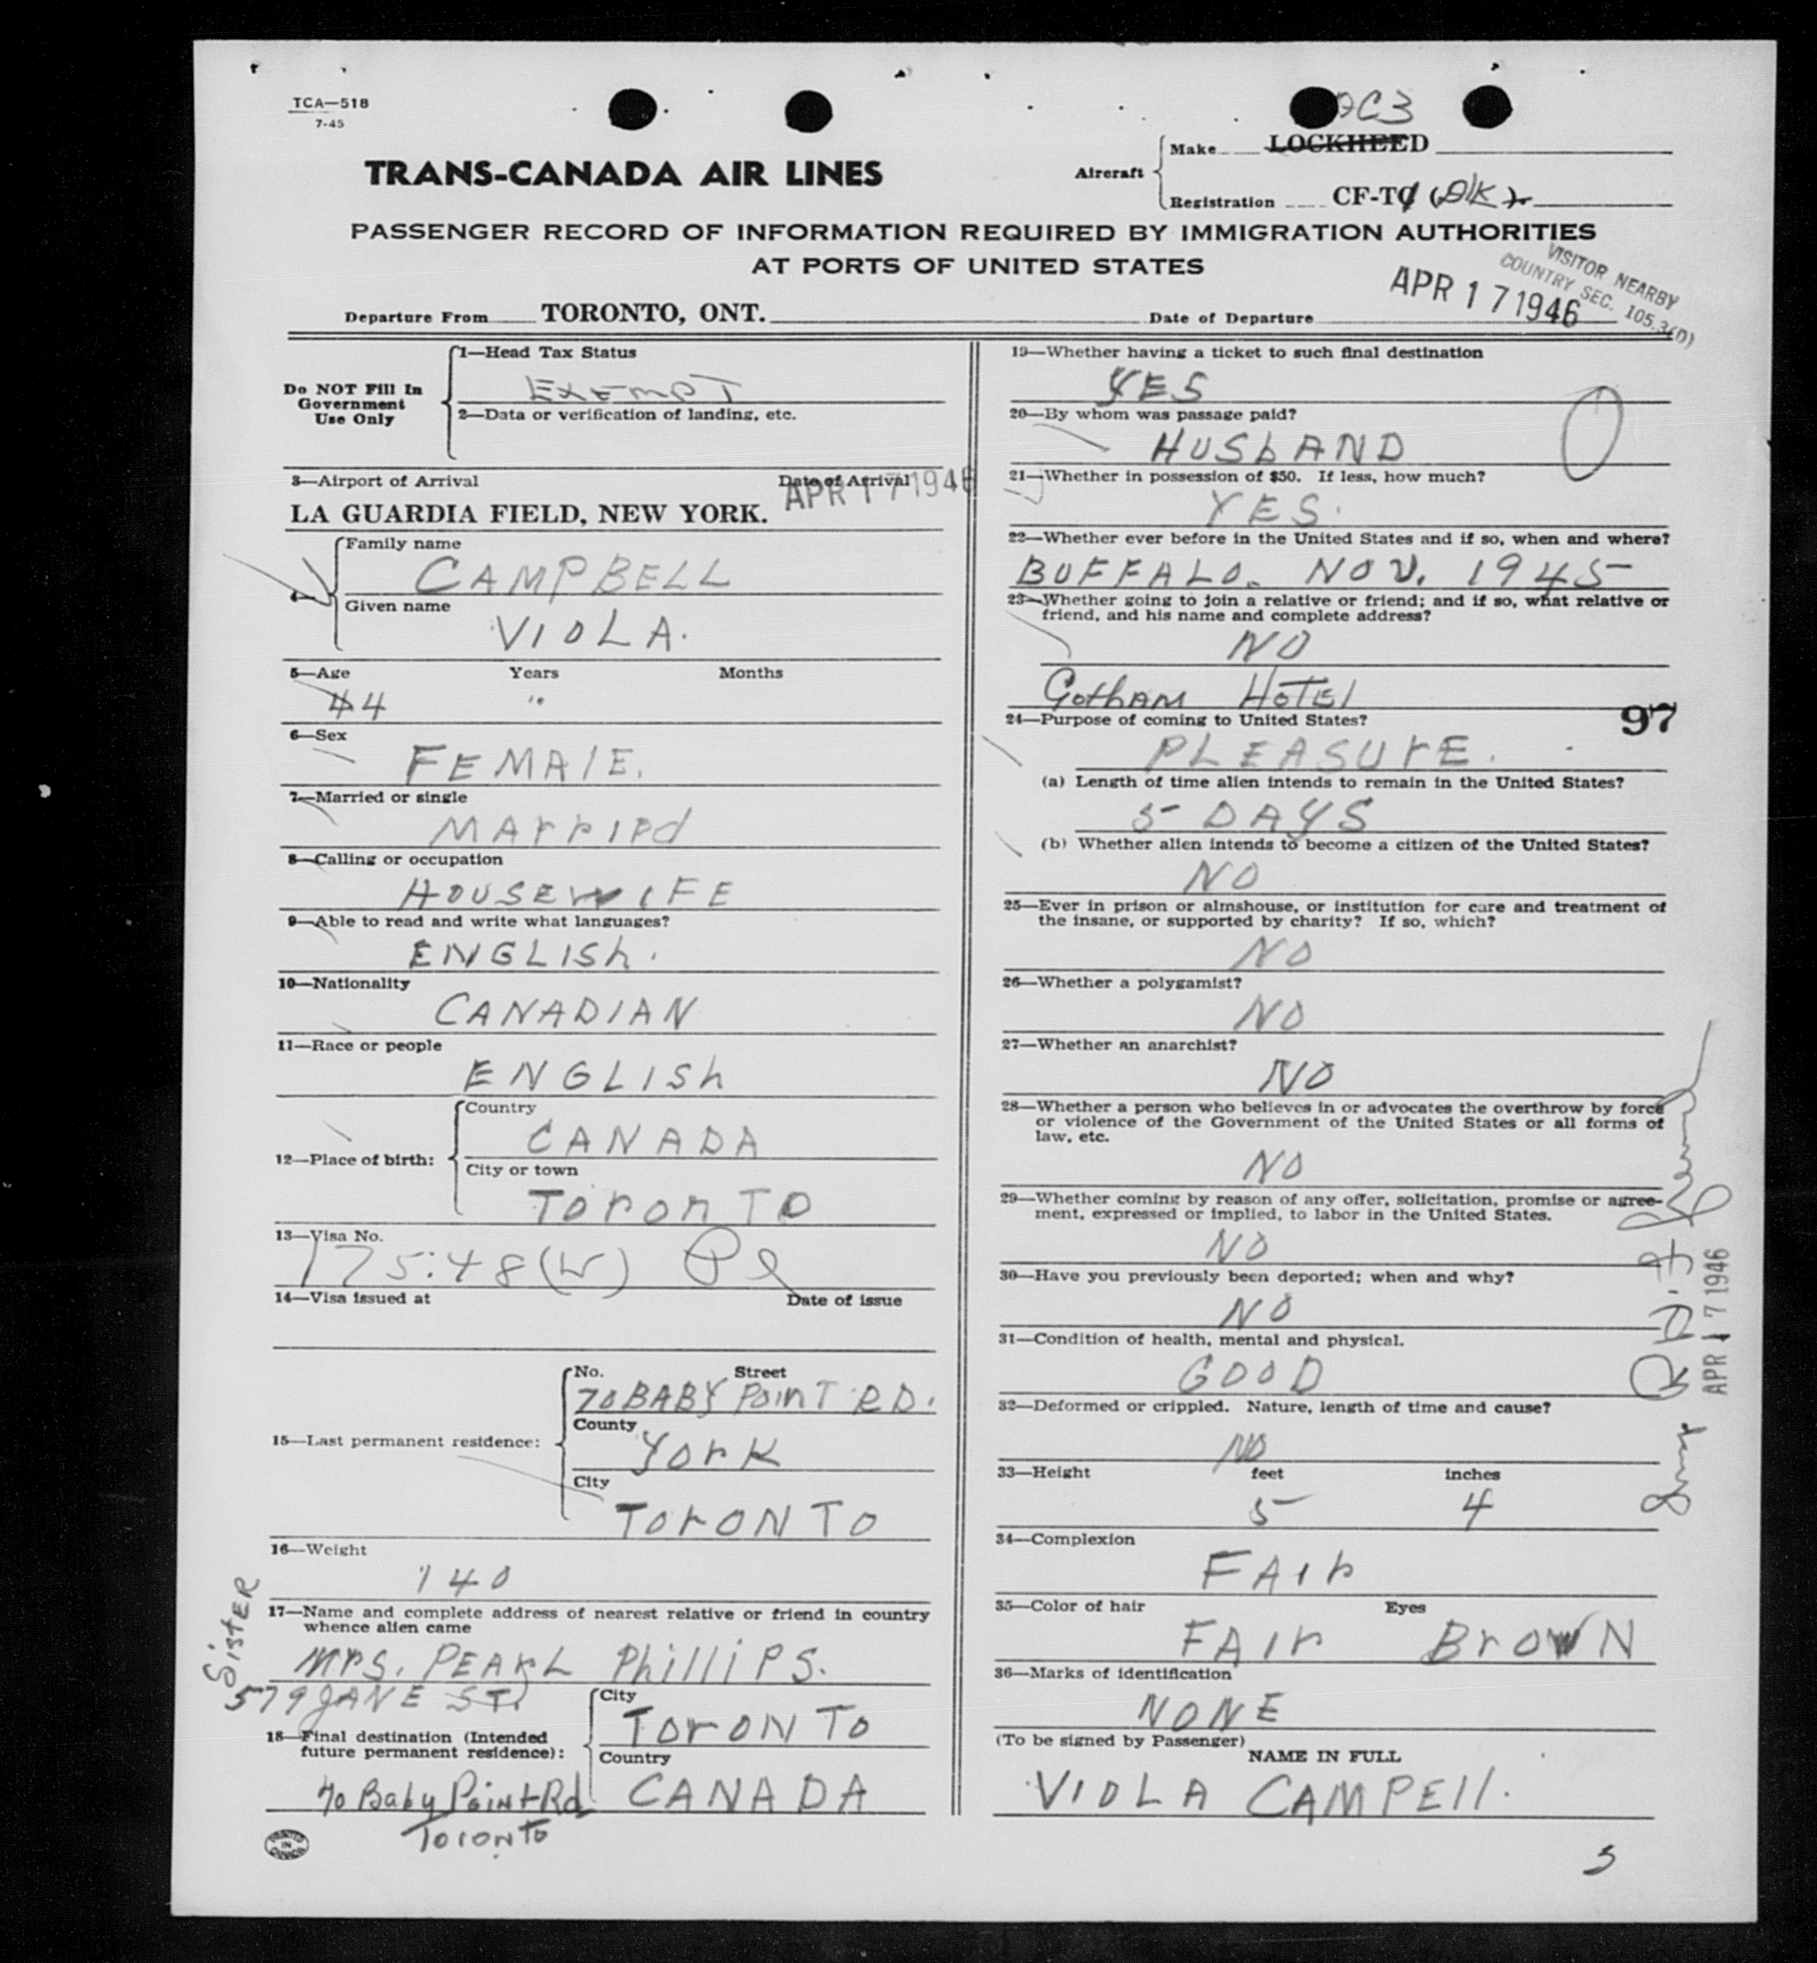 TCA—518
7-45
DC3
TRANS-CANADA AIR LINES
Aircraft
Make LOCKHEED
Registration CF-T (DK)
PASSENGER RECORD OF INFORMATION REQUIRED BY IMMIGRATION AUTHORITIES
AT PORTS OF UNITED STATES
VISITOR NEARBY
COUNTRY SEC. 105.3(D)
Departure From TORONTO, ONT. Date of Departure APR 17 1946
Do NOT Fill In
Government
Use Only
1—Head Tax Status
EXEMPT
2—Data or verification of landing, etc.
3—Airport of Arrival Date of Arrival
LA GUARDIA FIELD, NEW YORK. APR 17 1946
4—
Family name
CAMPBELL
Given name
VIOLA.
5—Age Years Months
44 "
6—Sex
FEMALE.
7—Married or single
MArriEd
8—Calling or occupation
HOUSEWIFE
9—Able to read and write what languages?
ENGLISh.
10—Nationality
CANADIAN
11—Race or people
ENGLISh
12—Place of birth:
Country
CANADA
City or town
ToronTO
13—Visa No.
175:48(W)
14—Visa issued at Date of issue
15—Last permanent residence:
No. Street
70 BABY PoinT RD.
County
York
City
TorONTo
16—Weight
140
17—Name and complete address of nearest relative or friend in country
whence alien came
SistER
Mrs. PEArL PhilliPS.
579 JANE ST.
18—Final destination (Intended
future permanent residence):
City
TorONTo
Country
CANADA
70 Baby Point Rd
Toronto
PRINTED
IN
CANADA
19—Whether having a ticket to such final destination
YES
20—By whom was passage paid?
HUSbAND
21—Whether in possession of $50. If less, how much?
YES.
22—Whether ever before in the United States and if so, when and where?
BUFFALO. NOV. 1945
23—Whether going to join a relative or friend; and if so, what relative or
friend, and his name and complete address?
NO
GothAM HoTEl
97
24—Purpose of coming to United States?
PLEASUrE.
(a) Length of time alien intends to remain in the United States?
5 DAYS
(b) Whether alien intends to become a citizen of the United States?
NO
25—Ever in prison or almshouse, or institution for care and treatment of
the insane, or supported by charity? If so, which?
NO
26—Whether a polygamist?
NO
27—Whether an anarchist?
NO
28—Whether a person who believes in or advocates the overthrow by force
or violence of the Government of the United States or all forms of
law, etc.
NO
29—Whether coming by reason of any offer, solicitation, promise or agree-
ment, expressed or implied, to labor in the United States.
NO
30—Have you previously been deported; when and why?
NO
31—Condition of health, mental and physical.
GOOD
32—Deformed or crippled. Nature, length of time and cause?
NO
33—Height feet inches
5 4
34—Complexion
FAIr
35—Color of hair Eyes
FAIr BrOWN
36—Marks of identification
NONE
(To be signed by Passenger)
NAME IN FULL
VIOLA CAMPEll.
APR 17 1946